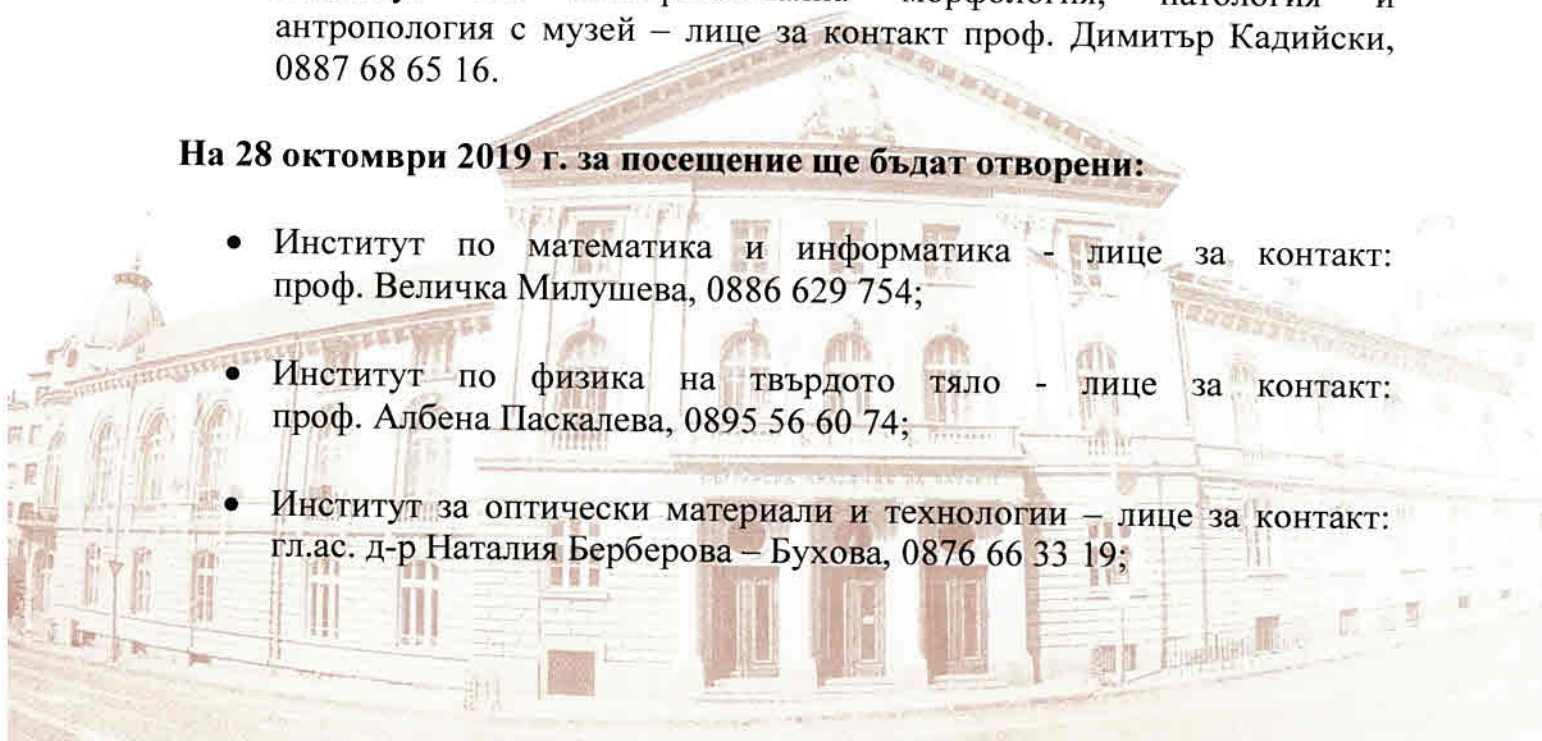 морфология, патология и
антропология с музей – лице за контакт проф. Димитър Кадийски,
0887 68 65 16.
На 28 октомври 2019 г. за посещение ще бъдат отворени:
• Институт по математика и информатика - лице за контакт:
проф. Величка Милушева, 0886 629 754;
• Институт по физика на твърдото тяло - лице за контакт:
проф. Албена Паскалева, 0895 56 60 74;
• Институт за оптически материали и технологии – лице за контакт:
гл.ас. д-р Наталия Берберова – Бухова, 0876 66 33 19;